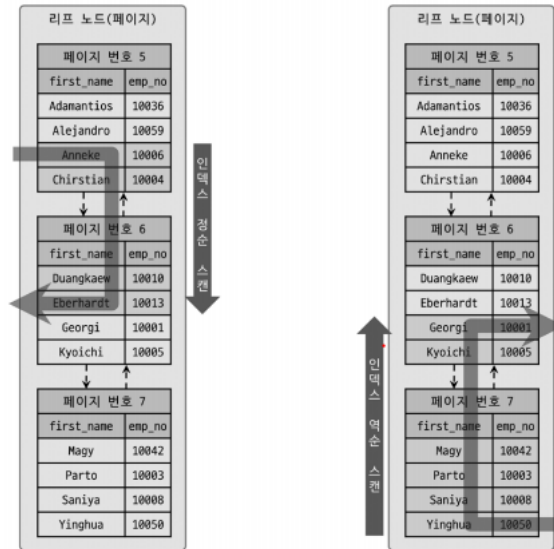 리프 노드(페이지)
페이지 번호 5
first_name emp_no
Adamantios 10036
Alejandro 10059
Anneke 10006
Chirstian 10004
페이지 번호 6
first_name emp_no
Duangkaew 10010
Eberhardt 10013
Georgi 10001
Kyoichi 10005
페이지 번호 7
first_name emp_no
Magy 10042
Parto 10003
Saniya 10008
Yinghua 10050
인덱스 정순 스캔
리프 노드(페이지)
페이지 번호 5
first_name emp_no
Adamantios 10036
Alejandro 10059
Anneke 10006
Chirstian 10004
페이지 번호 6
first_name emp_no
Duangkaew 10010
Eberhardt 10013
Georgi 10001
Kyoichi 10005
페이지 번호 7
first_name emp_no
Magy 10042
Parto 10003
Saniya 10008
Yinghua 10050
인덱스 역순 스캔